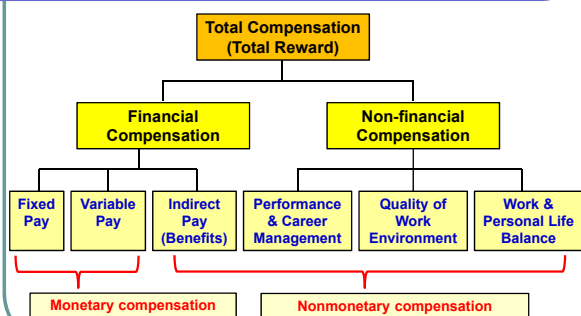 Total Compensation
(Total Reward)
Financial
Compensation
Non-financial
Compensation
Fixed
Pay
Variable
Pay
Indirect
Pay
(Benefits)
Performance
& Career
Management
Quality of
Work
Environment
Work &
Personal Life
Balance
Monetary compensation
Nonmonetary compensation